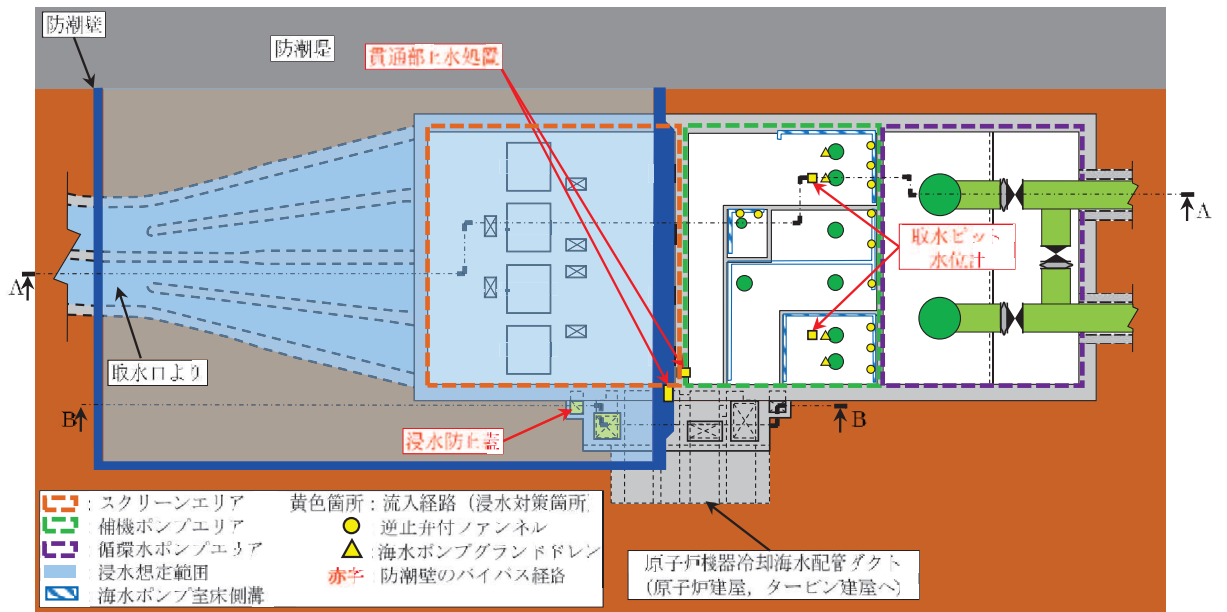 防潮壁
防潮堤
貫通部止水処置
取水ピット
水位計
A
A
取水口より
B
B
浸水防止蓋
:スクリーンエリア
:補機ポンプエリア
:循環水ポンプエリア
:浸水想定範囲
:海水ポンプ室床側溝
黄色箇所:流入経路(浸水対策箇所)
:逆止弁付ファンネル
:海水ポンプグランドドレン
赤字:防潮壁のバイパス経路
原子炉機器冷却海水配管ダクト
(原子炉建屋,タービン建屋へ)